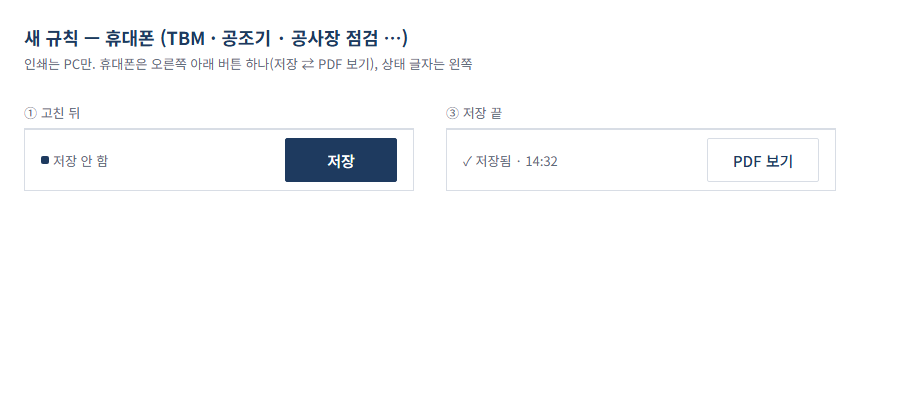 새 규칙 — 휴대폰 (TBM · 공조기 · 공사장 점검 ⋯)
인쇄는 PC만. 휴대폰은 오른쪽 아래 버튼 하나(저장 ⇄ PDF 보기), 상태 글자는 왼쪽
① 고친 뒤
■ 저장 안 함
저장
③ 저장 끝
✓ 저장됨 · 14:32
PDF 보기